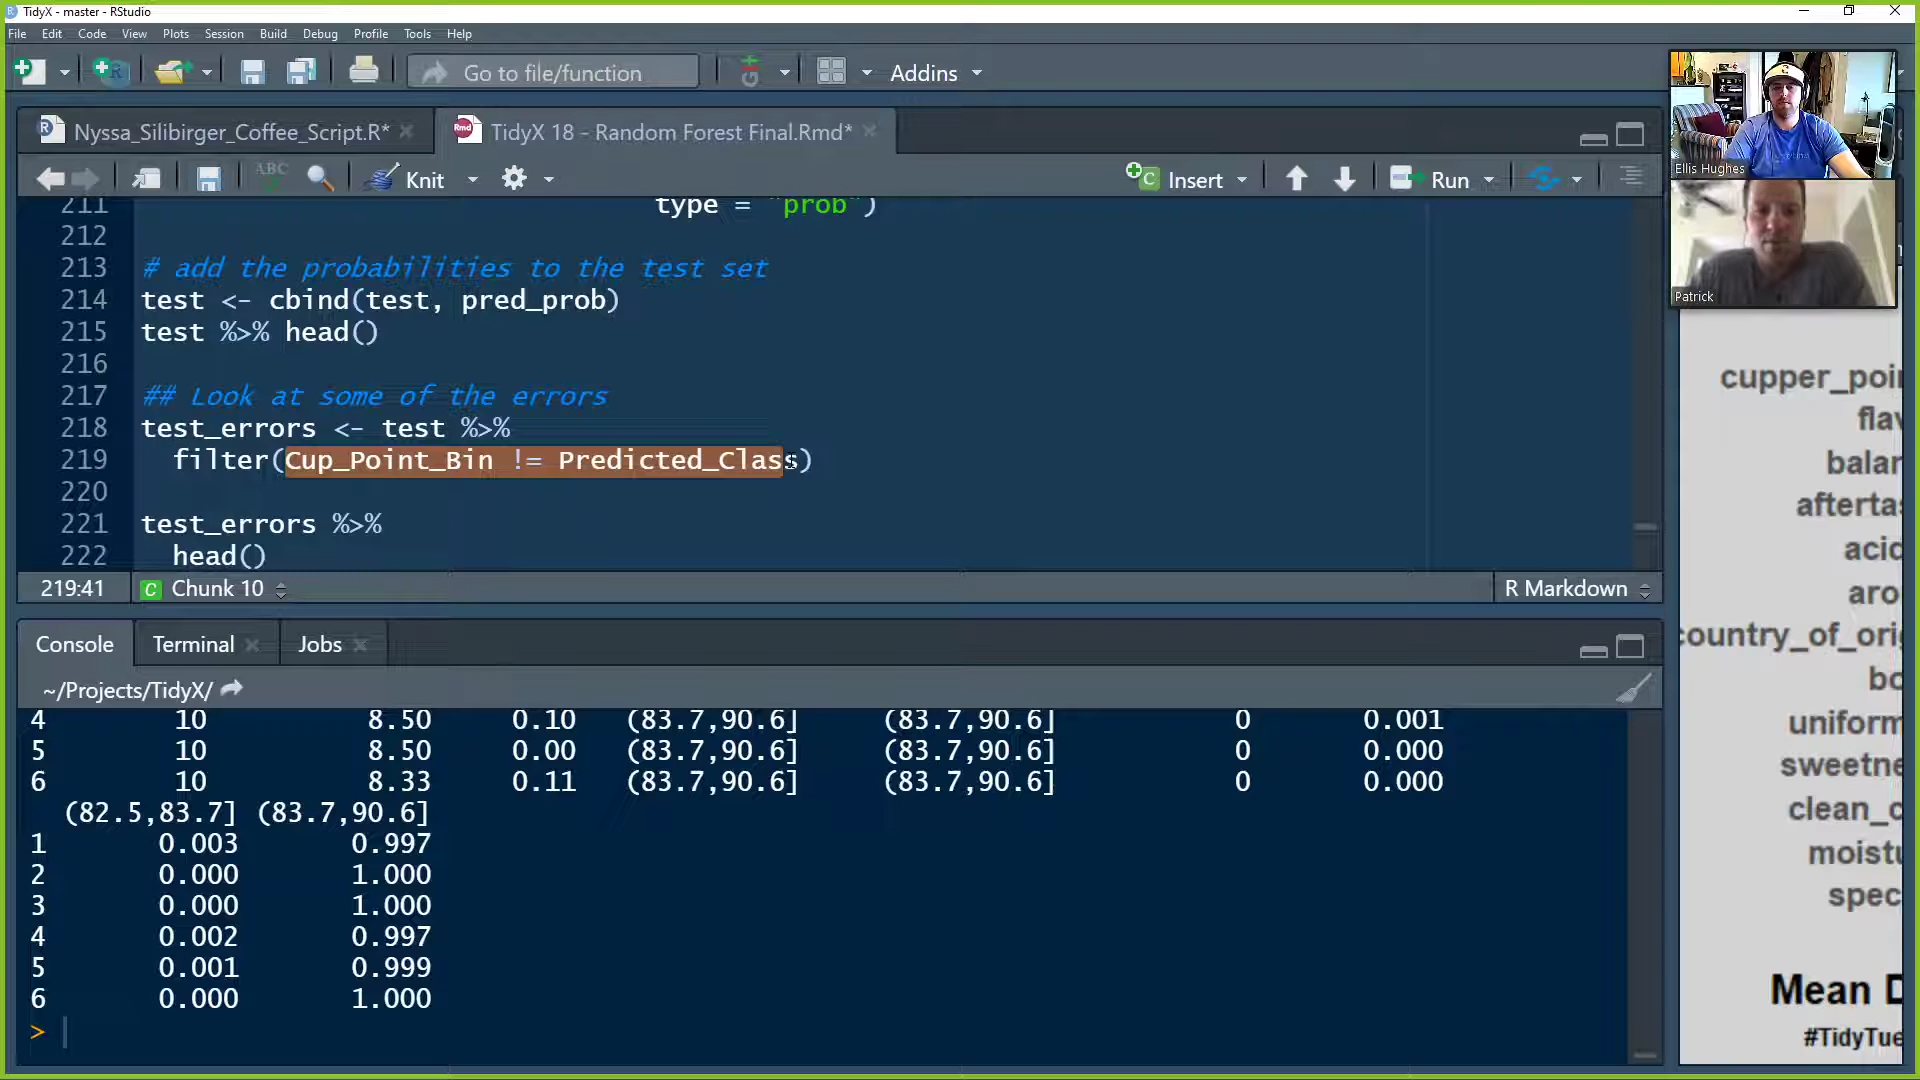 TidyX - master - RStudio
File Edit Code View Plots Session Build Debug Profile Tools Help
Go to file/function Addins
Ellis Hughes
Patrick
Nyssa_Silibirger_Coffee_Script.R*
TidyX 18 - Random Forest Final.Rmd*
ABC Knit Insert Run
211 type = "prob")
212
213 # add the probabilities to the test set
214 test <- cbind(test, pred_prob)
215 test %>% head()
216
217 ## Look at some of the errors
218 test_errors <- test %>%
219 filter(Cup_Point_Bin != Predicted_Class)
220
221 test_errors %>%
222 head()
219:41 C Chunk 10 R Markdown
Console Terminal Jobs
~/Projects/TidyX/
4 10 8.50 0.10 (83.7,90.6] (83.7,90.6] 0 0.001
5 10 8.50 0.00 (83.7,90.6] (83.7,90.6] 0 0.000
6 10 8.33 0.11 (83.7,90.6] (83.7,90.6] 0 0.000
(82.5,83.7] (83.7,90.6]
1 0.003 0.997
2 0.000 1.000
3 0.000 1.000
4 0.002 0.997
5 0.001 0.999
6 0.000 1.000
>
cupper_poi
flav
balar
aftertas
acid
aro
country_of_orig
bo
uniform
sweetne
clean_c
moistu
spec
Mean D
#TidyTue